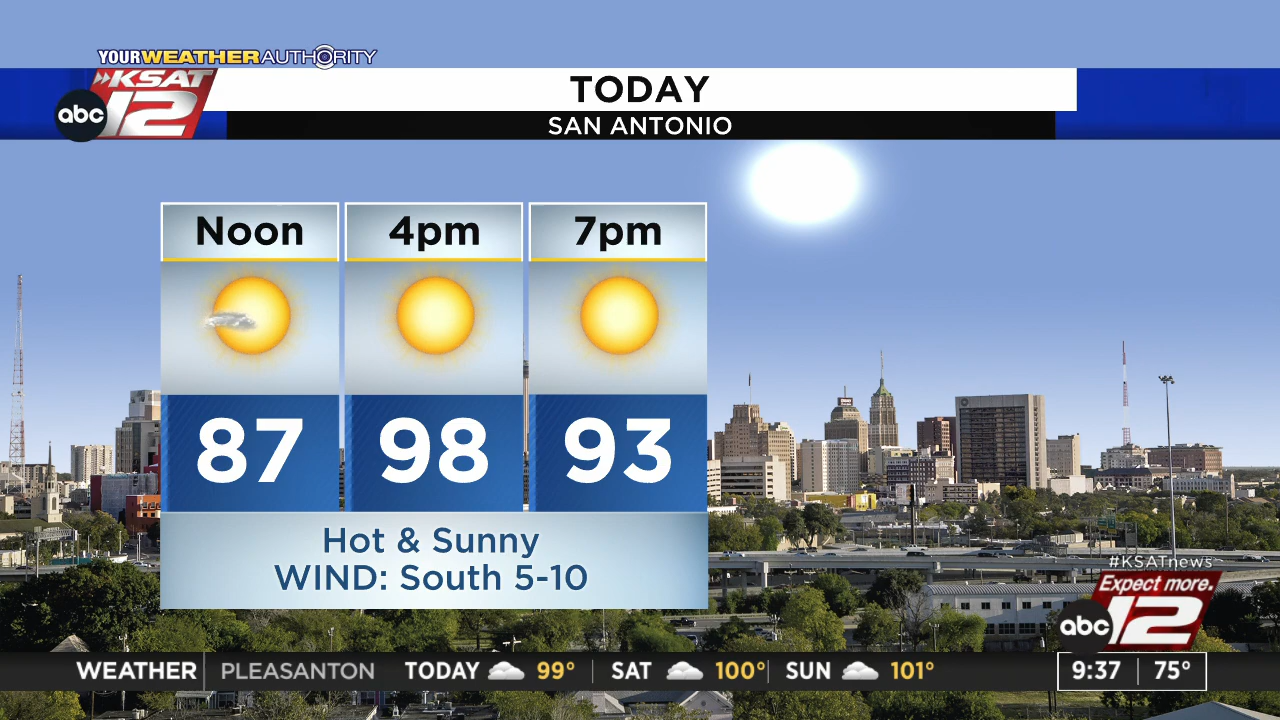 YOURWEATHERAUTHORITY
KSAT
abc 12
TODAY
SAN ANTONIO
Noon 4pm 7pm
87 98 93
Hot & Sunny
WIND: South 5-10
#KSATnews
Expect more.
abc 12
WEATHER PLEASANTON TODAY 99° SAT 100° SUN 101° 9:37 75°